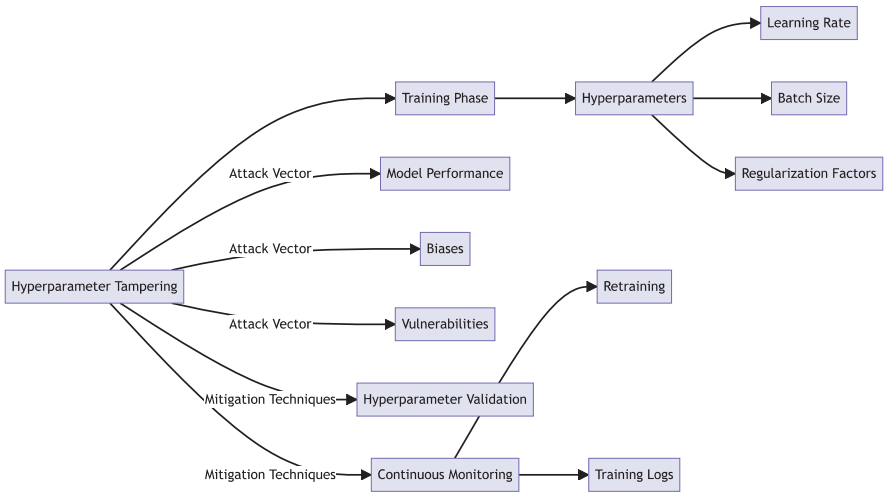 Learning Rate
Training Phase
Hyperparameters
Batch Size
Attack Vector
Model Performance
Regularization Factors
Attack Vector
Biases
Hyperparameter Tampering
Retraining
Attack Vector
Vulnerabilities
Mitigation Techniques
Hyperparameter Validation
Mitigation Techniques
Continuous Monitoring
Training Logs